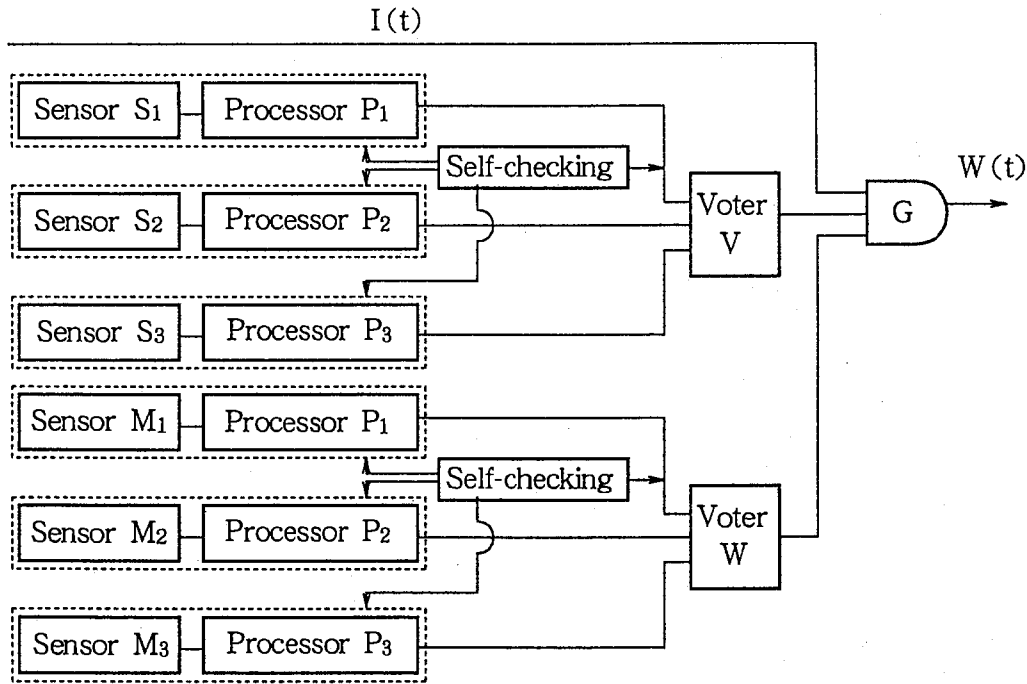 I(t)
Sensor S1
Processor P1
Self-checking
W(t)
Sensor S2
Processor P2
Voter
V
G
Sensor S3
Processor P3
Sensor M1
Processor P1
Self-checking
Sensor M2
Processor P2
Voter
W
Sensor M3
Processor P3